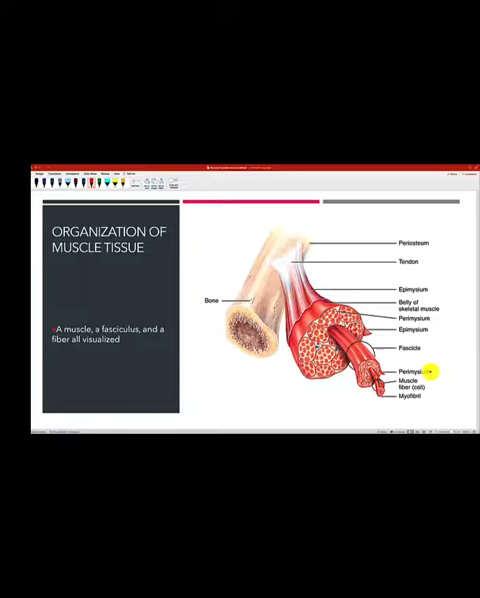 ORGANIZATION OF
MUSCLE TISSUE
A muscle, a fasciculus, and a
fiber all visualized
Bone
Periosteum
Tendon
Epimysium
Belly of
skeletal muscle
Perimysium
Epimysium
Fascicle
Perimysium
Muscle
fiber (cell)
Myofibril